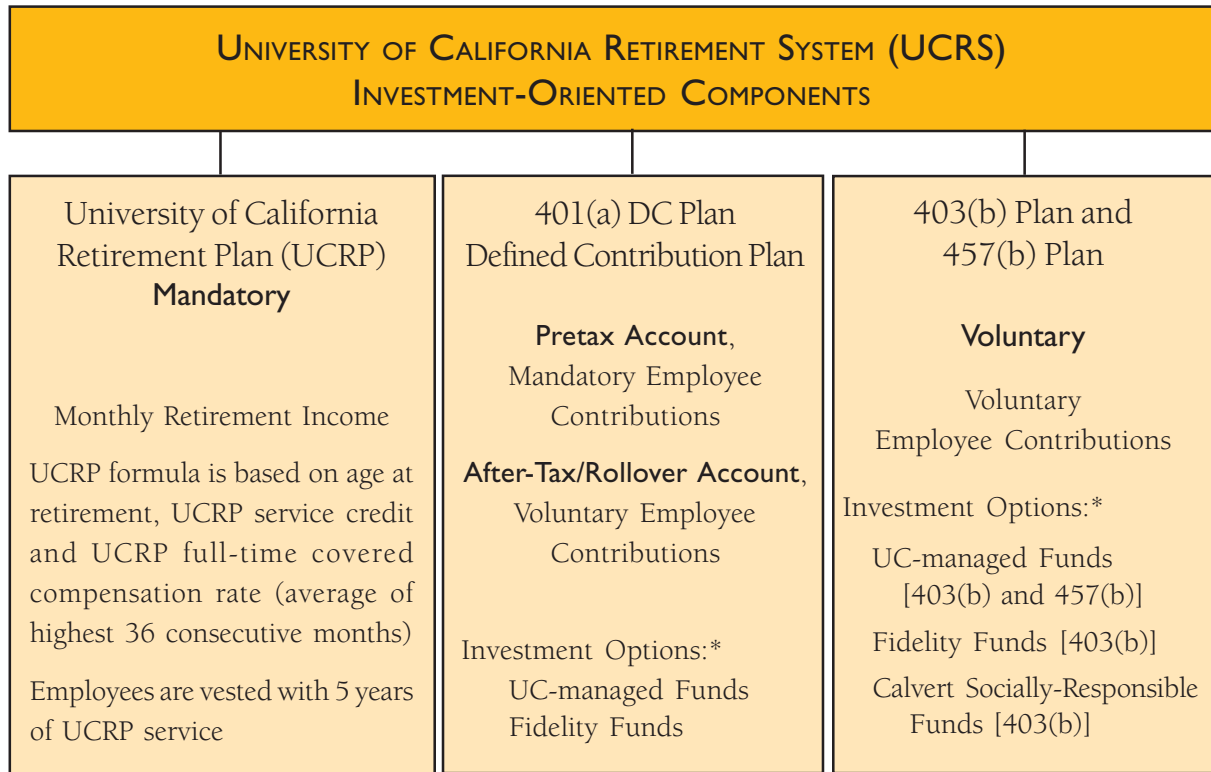 UNIVERSITY OF CALIFORNIA RETIREMENT SYSTEM (UCRS)
INVESTMENT-ORIENTED COMPONENTS
University of California
Retirement Plan (UCRP)
Mandatory
Monthly Retirement Income
UCRP formula is based on age at
retirement, UCRP service credit
and UCRP full-time covered
compensation rate (average of
highest 36 consecutive months)
Employees are vested with 5 years
of UCRP service
401(a) DC Plan
Defined Contribution Plan
Pretax Account,
Mandatory Employee
Contributions
After-Tax/Rollover Account,
Voluntary Employee
Contributions
Investment Options:*
UC-managed Funds
Fidelity Funds
403(b) Plan and
457(b) Plan
Voluntary
Voluntary
Employee Contributions
Investment Options:*
UC-managed Funds
[403(b) and 457(b)]
Fidelity Funds [403(b)]
Calvert Socially-Responsible
Funds [403(b)]